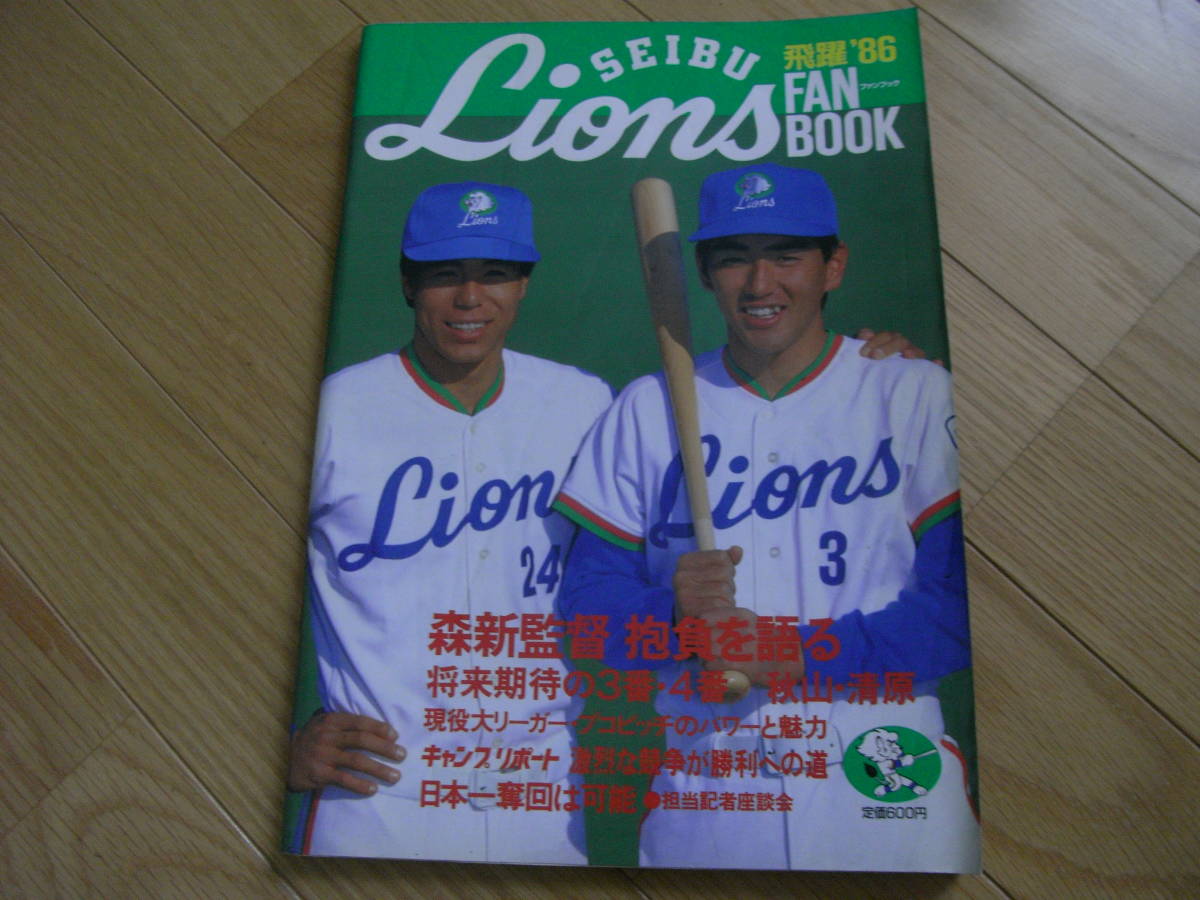 SEIBU
Lions
飛躍'86
FAN
ファンブック
BOOK
Lions
Lions
Lion
24
Lions
3
森新監督 抱負を語る
将来期待の3番・4番 秋山・清原
現役大リーガー・ブコビッチのパワーと魅力
キャンプリポート 激烈な競争が勝利への道
日本一奪回は可能●担当記者座談会
定価600円